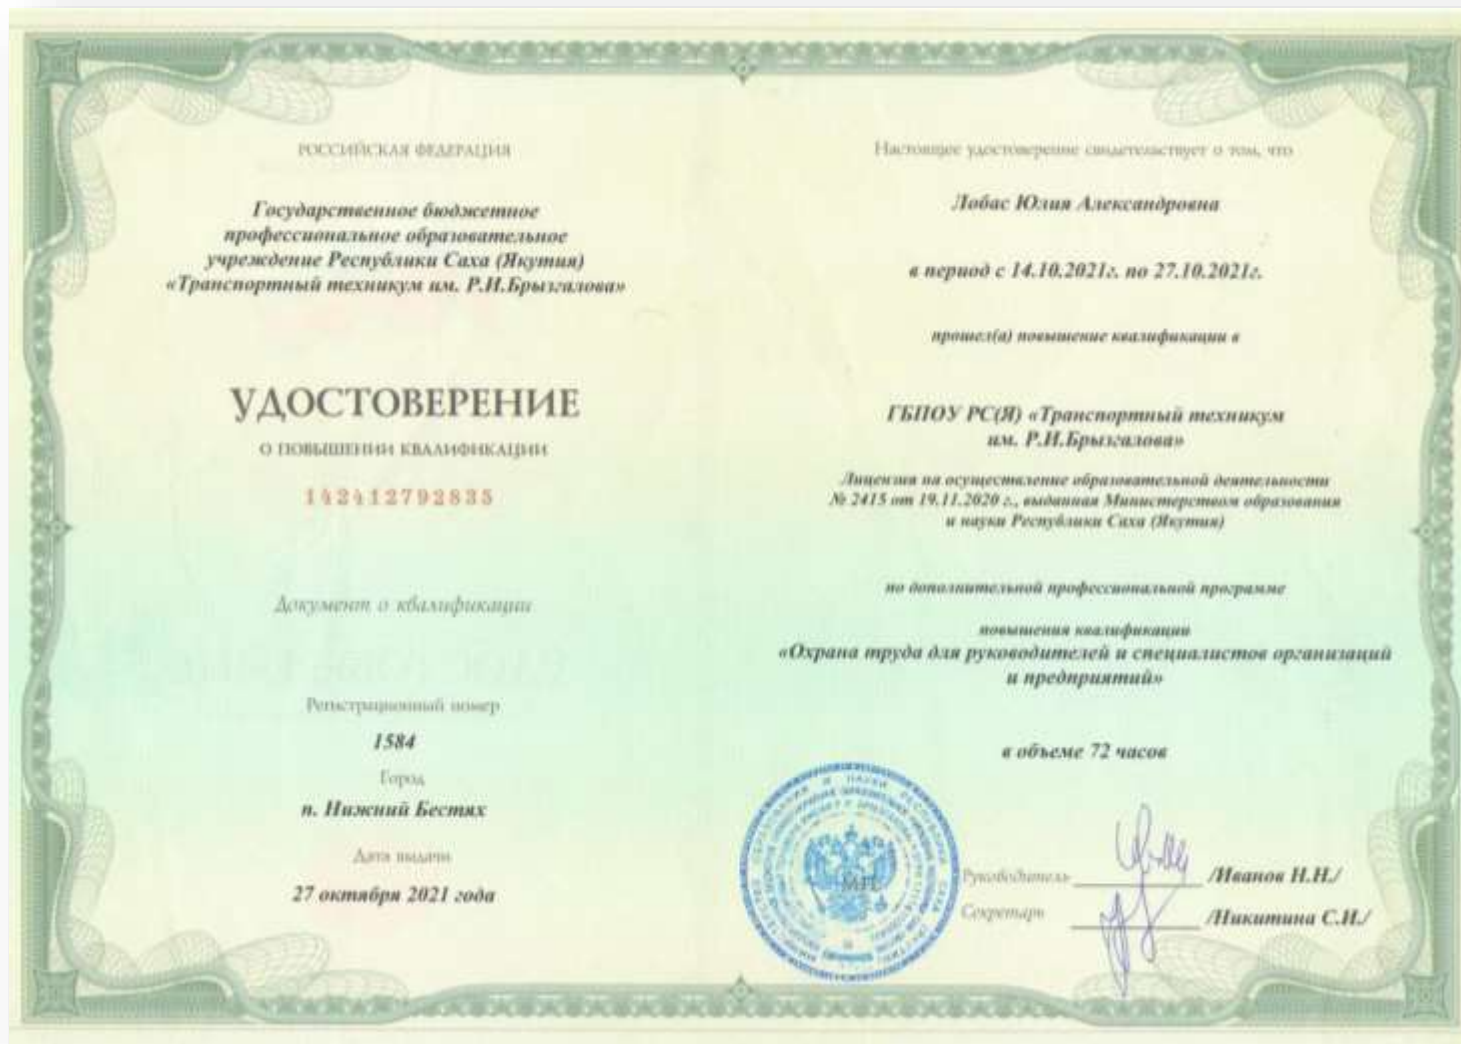 РОССИЙСКАЯ ФЕДЕРАЦИЯ
Государственное бюджетное
профессиональное образовательное
учреждение Республики Саха (Якутия)
«Транспортный техникум им. Р.И.Брызгалова»
УДОСТОВЕРЕНИЕ
О ПОВЫШЕНИИ КВАЛИФИКАЦИИ
142412792835
Документ о квалификации
Регистрационный номер
1584
Город
п. Нижний Бестях
Дата выдачи
27 октября 2021 года
Настоящее удостоверение свидетельствует о том, что
Лобас Юлия Александровна
в период с 14.10.2021г. по 27.10.2021г.
прошел(а) повышение квалификации в
ГБПОУ РС(Я) «Транспортный техникум
им. Р.И.Брызгалова»
Лицензия на осуществление образовательной деятельности
№ 2415 от 19.11.2020 г., выданная Министерством образования
и науки Республики Саха (Якутия)
по дополнительной профессиональной программе
повышения квалификации
«Охрана труда для руководителей и специалистов организаций
и предприятий»
в объеме 72 часов
М.П.
Руководитель /Иванов Н.Н./
Секретарь /Никитина С.И./